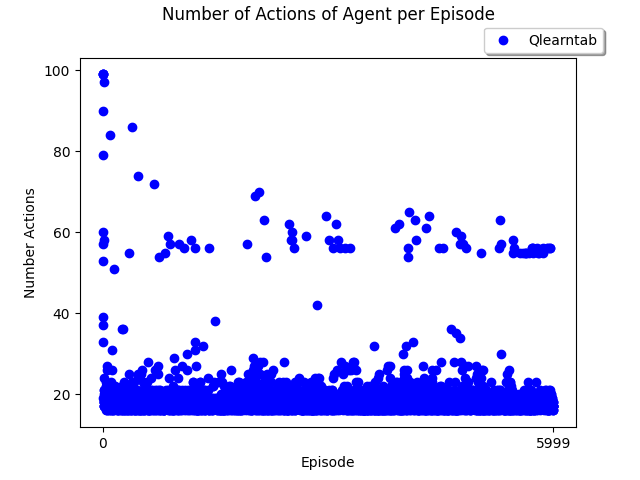 Number of Actions of Agent per Episode
Qlearntab
100
80
60
40
20
Number Actions
0
5999
Episode